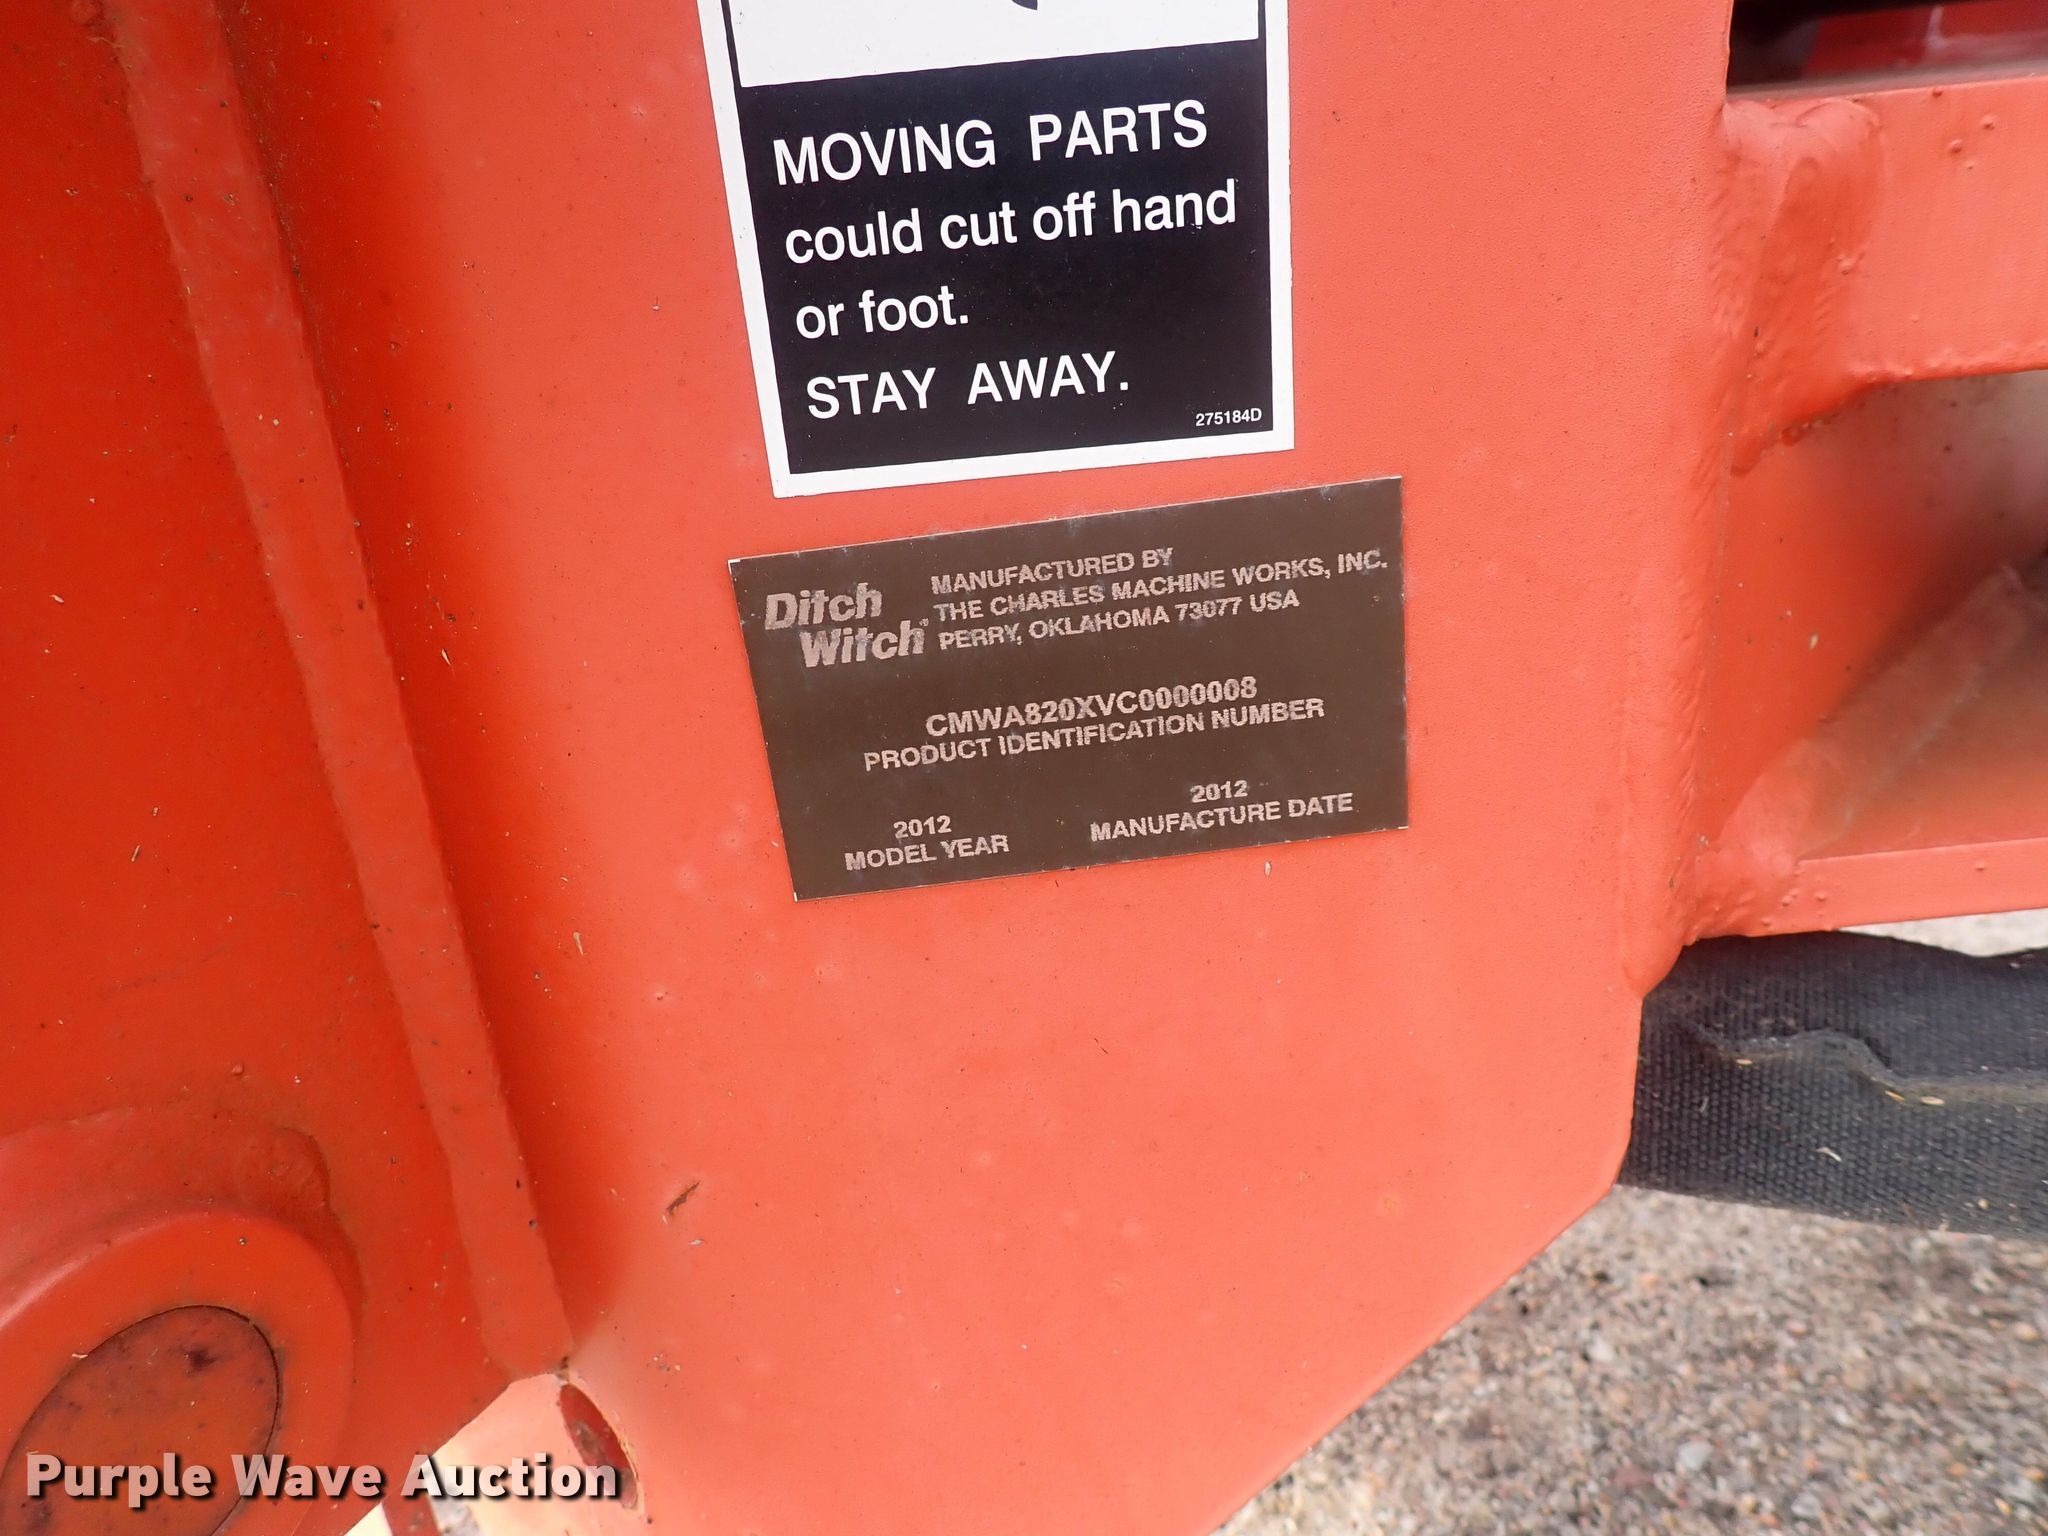 MOVING PARTS
could cut off hand
or foot.
STAY AWAY.
275184D
Ditch
Witch®
MANUFACTURED BY
THE CHARLES MACHINE WORKS, INC.
PERRY, OKLAHOMA 73077 USA
CMWA820XVC0000008
PRODUCT IDENTIFICATION NUMBER
2012
MODEL YEAR
2012
MANUFACTURE DATE
Purple Wave Auction